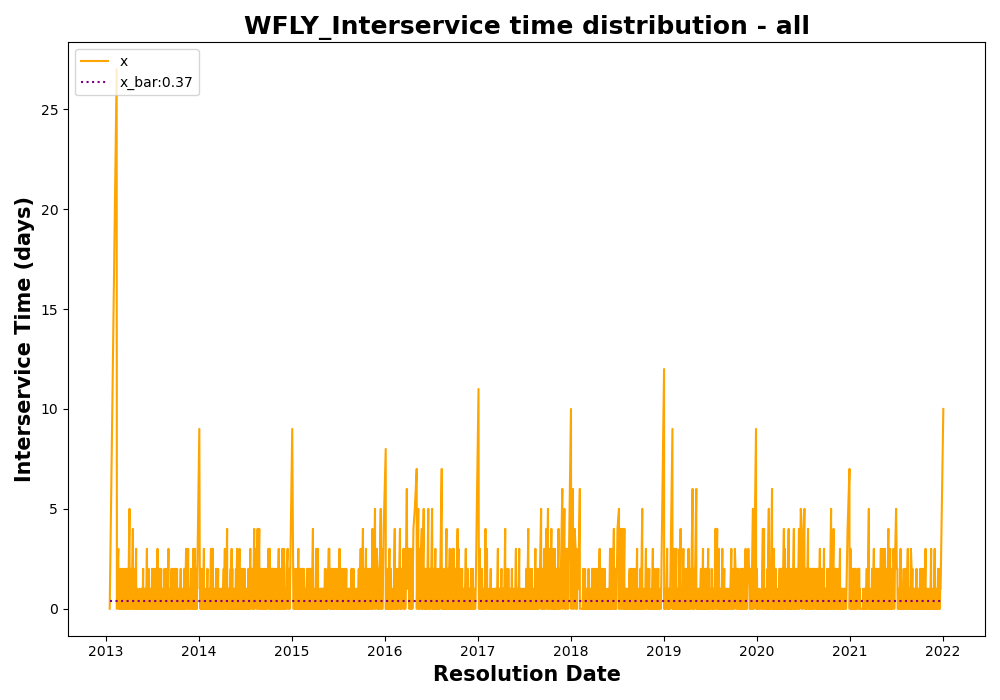 WFLY_Interservice time distribution - all
x
x_bar:0.37
Interservice Time (days)
25
20
15
10
5
0
2013 2014 2015 2016 2017 2018 2019 2020 2021 2022
Resolution Date